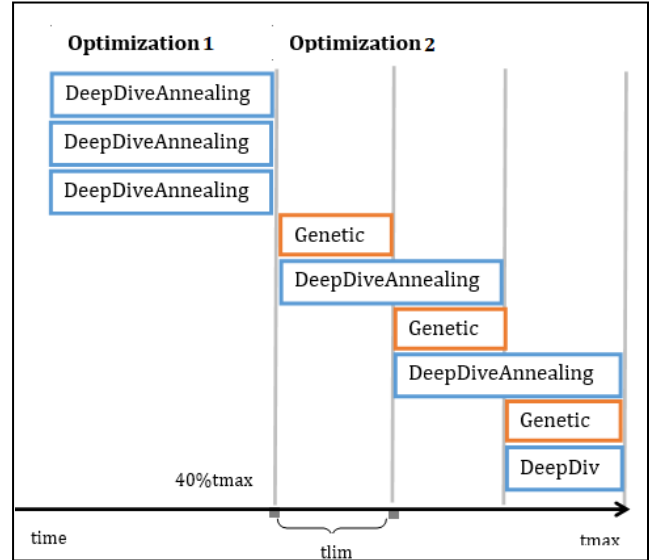 Optimization 1
Optimization 2
DeepDiveAnnealing
DeepDiveAnnealing
DeepDiveAnnealing
Genetic
DeepDiveAnnealing
Genetic
DeepDiveAnnealing
Genetic
DeepDiv
40%tmax
time
tlim
tmax